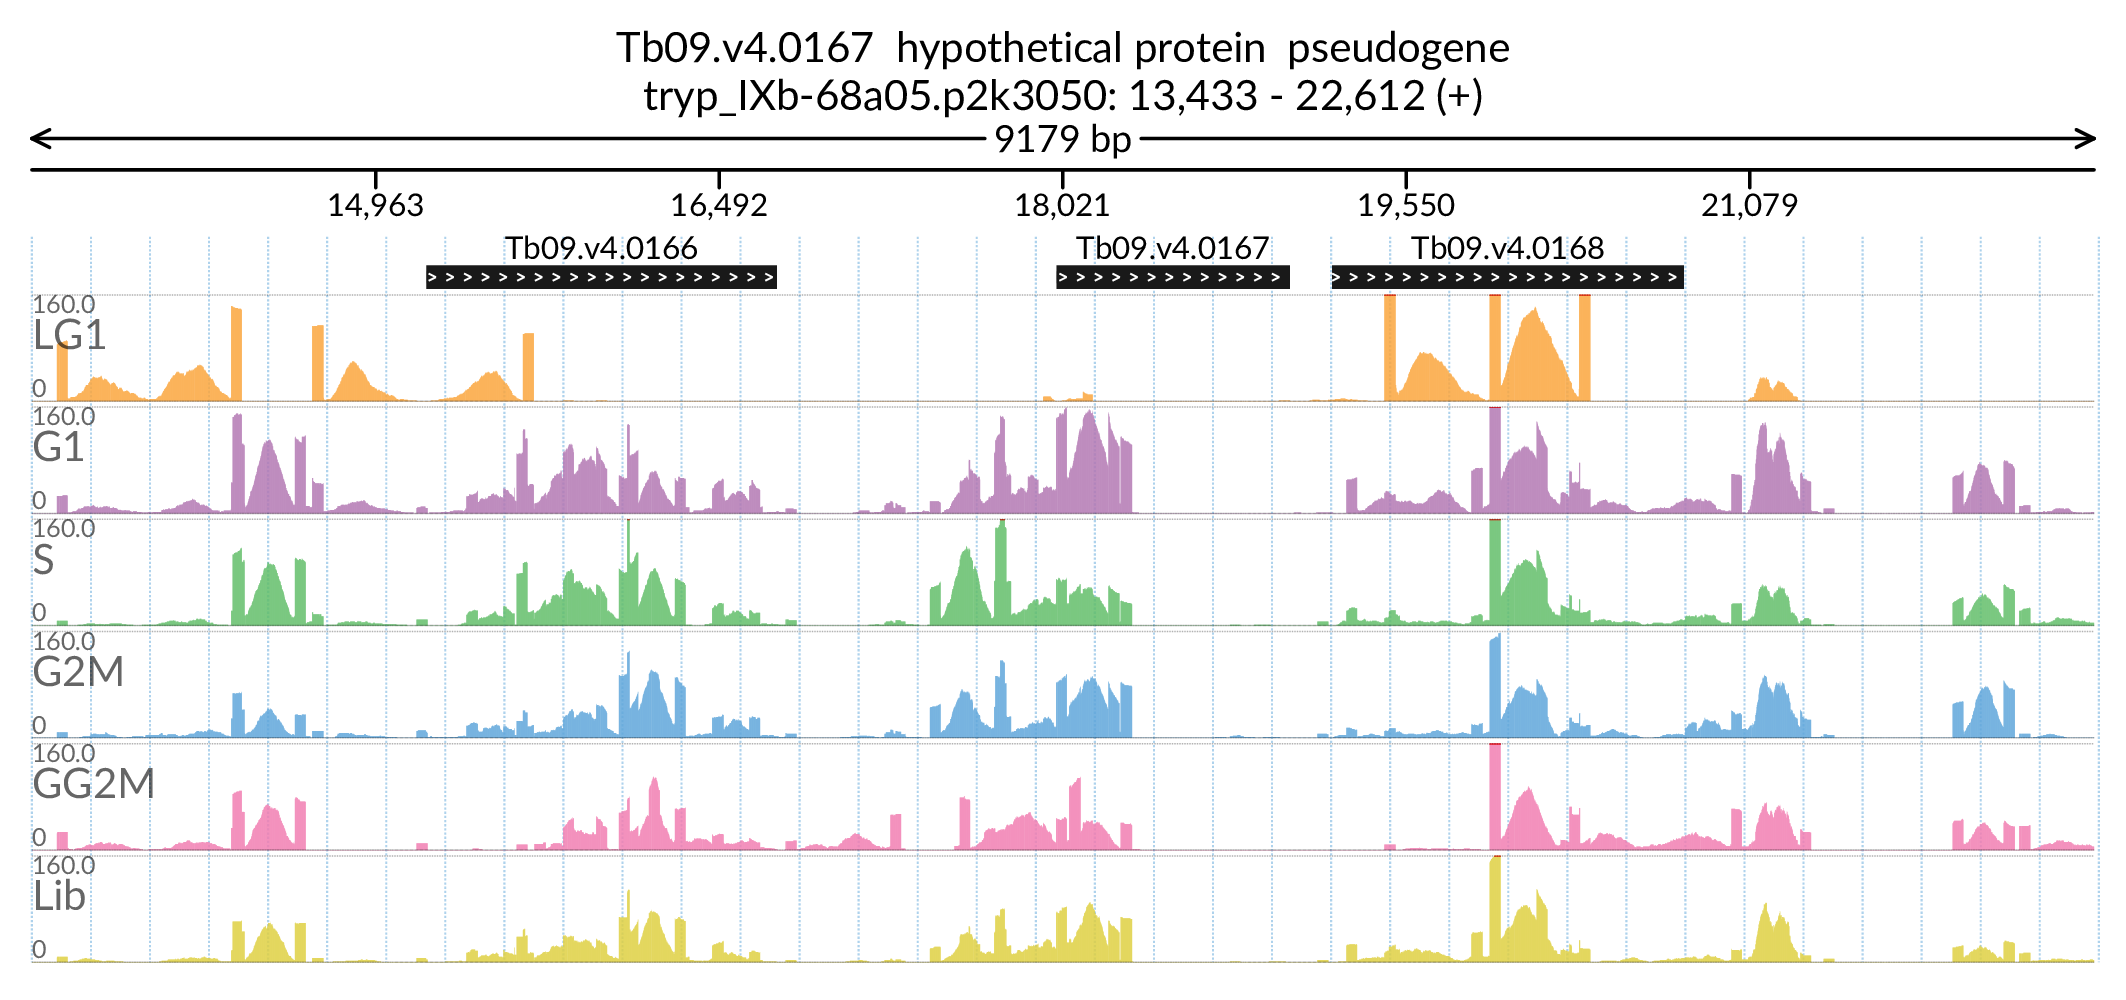 Tb09.v4.0167  hypothetical protein  pseudogene
tryp_IXb-68a05.p2k3050: 13,433 - 22,612 (+)
9179 bp
14,963 16,492 18,021 19,550 21,079
Tb09.v4.0166 Tb09.v4.0167 Tb09.v4.0168
160.0
LG1
0
160.0
G1
0
160.0
S
0
160.0
G2M
0
160.0
GG2M
0
160.0
Lib
0